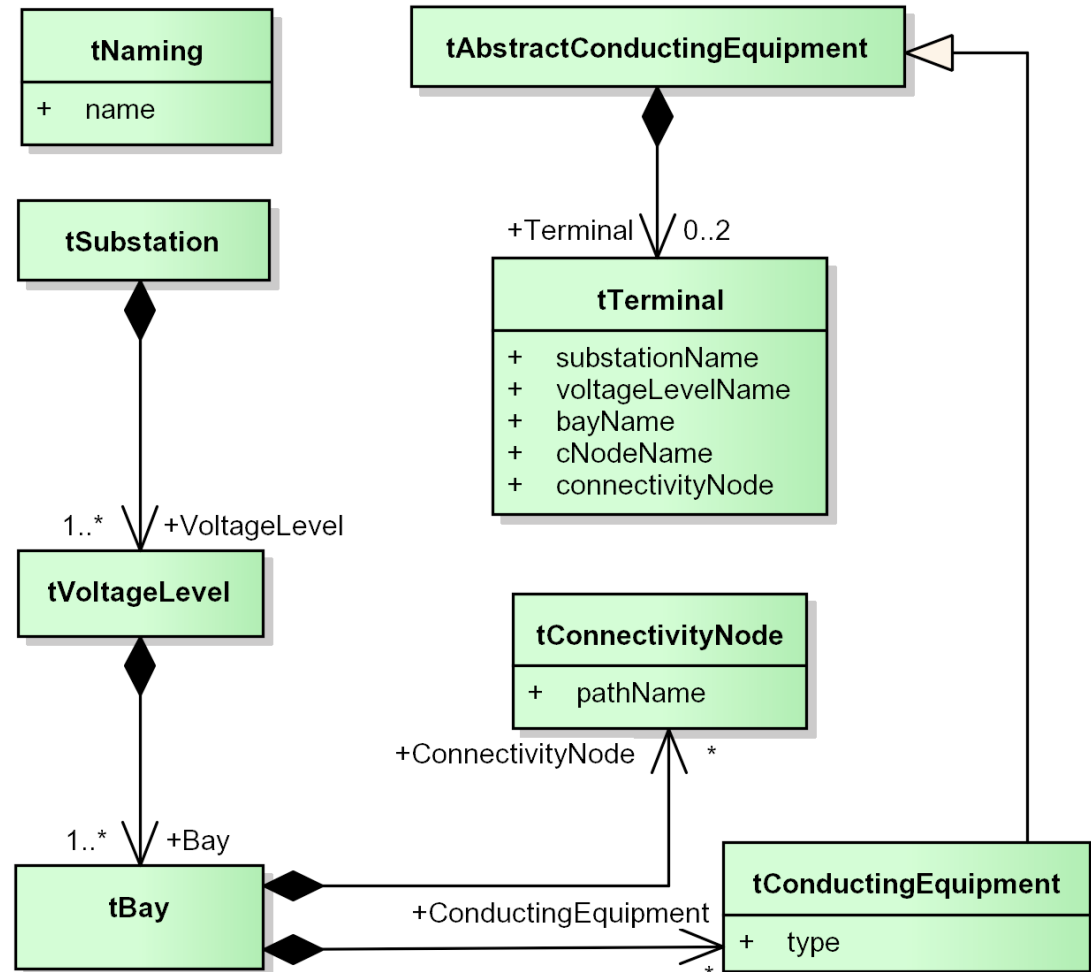 tNaming
+ name
tAbstractConductingEquipment
tSubstation
+Terminal 0..2
tTerminal
+ substationName
+ voltageLevelName
+ bayName
+ cNodeName
+ connectivityNode
1..* +VoltageLevel
tVoltageLevel
tConnectivityNode
+ pathName
+ConnectivityNode *
1..* +Bay
tBay
tConductingEquipment
+ConductingEquipment
+ type
*